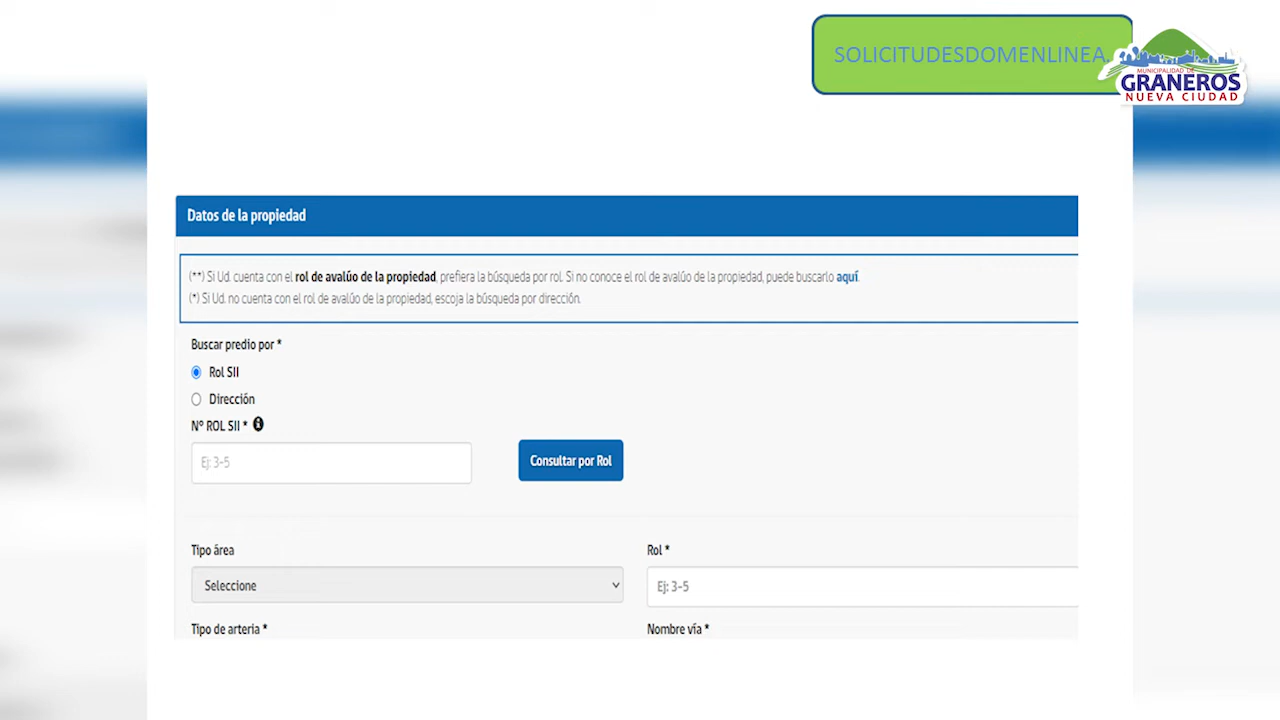 SOLICITUDESDOMENLINEA.
MUNICIPALIDAD DE
GRANEROS
NUEVA CIUDAD
Datos de la propiedad
(**) Si Ud. cuenta con el rol de avalúo de la propiedad, prefiera la búsqueda por rol. Si no conoce el rol de avalúo de la propiedad, puede buscarlo aquí.
(*) Si Ud. no cuenta con el rol de avalúo de la propiedad, escoja la búsqueda por dirección.
Buscar predio por *
Rol SII
Dirección
N° ROL SII *
Ej: 3-5
Consultar por Rol
Tipo área
Rol *
Seleccione
Ej: 3-5
Tipo de arteria *
Nombre vía *